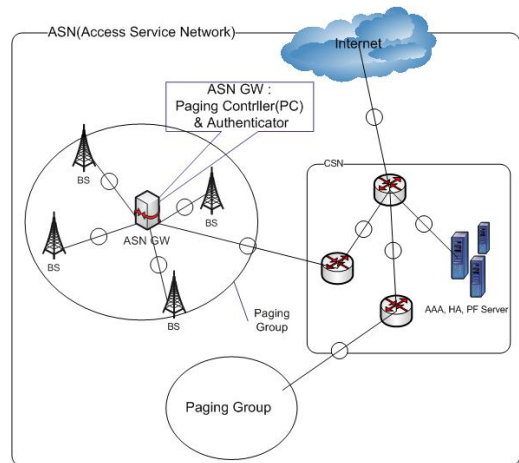 ASN(Access Service Network)
Internet
ASN GW :
Paging Contrller(PC)
& Authenticator
CSN
BS
BS
ASN GW
BS
BS
Paging
Group
AAA, HA, PF Server
Paging Group